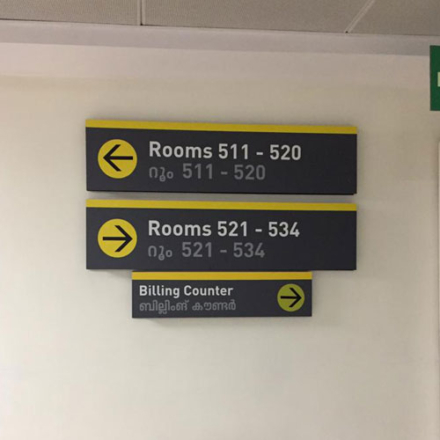 Rooms 511 - 520
റൂം 511 - 520
Rooms 521 - 534
റൂം 521 - 534
Billing Counter
ബില്ലിംങ് കൗണ്ടർ